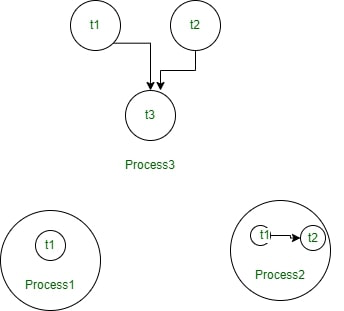 t1
t2
t3
Process3
t1
Process1
t1
t2
Process2